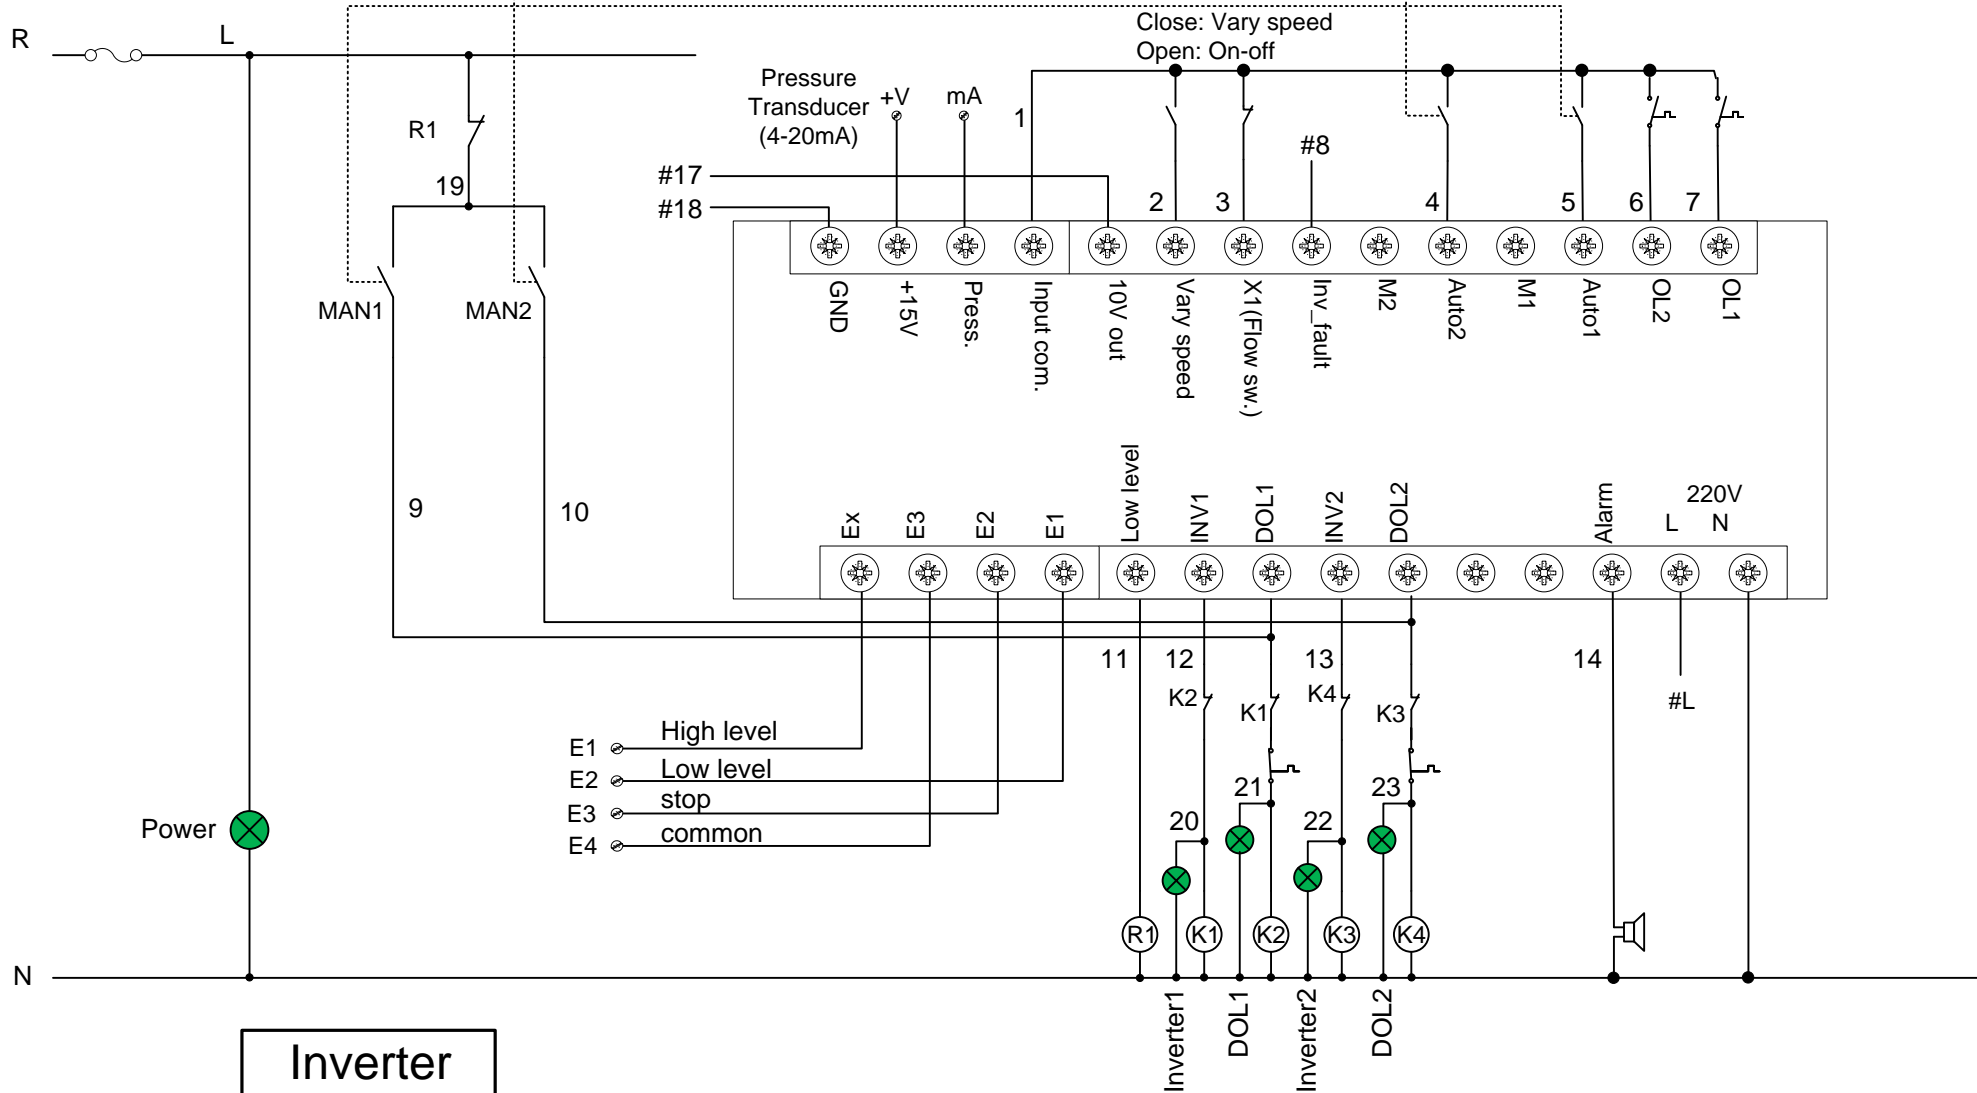 Close: Vary speed
Open: On-off
R
L
Pressure
Transducer
(4-20mA)
+V
mA
1
R1
#8
19
#17
#18
2
3
4
5
6
7
MAN1
MAN2
GND
+15V
Press.
Input com.
10V out
Vary speed
X1(Flow sw.)
Inv_fault
M2
Auto2
M1
Auto1
OL2
OL1
9
10
Ex
E3
E2
E1
Low level
INV1
DOL1
INV2
DOL2
Alarm
220V
L
N
11
12
13
14
K2
K1
K4
K3
#L
E1
High level
E2
Low level
E3
stop
E4
common
21
23
20
22
Power
R1
K1
K2
K3
K4
N
Inverter1
DOL1
Inverter2
DOL2
Inverter